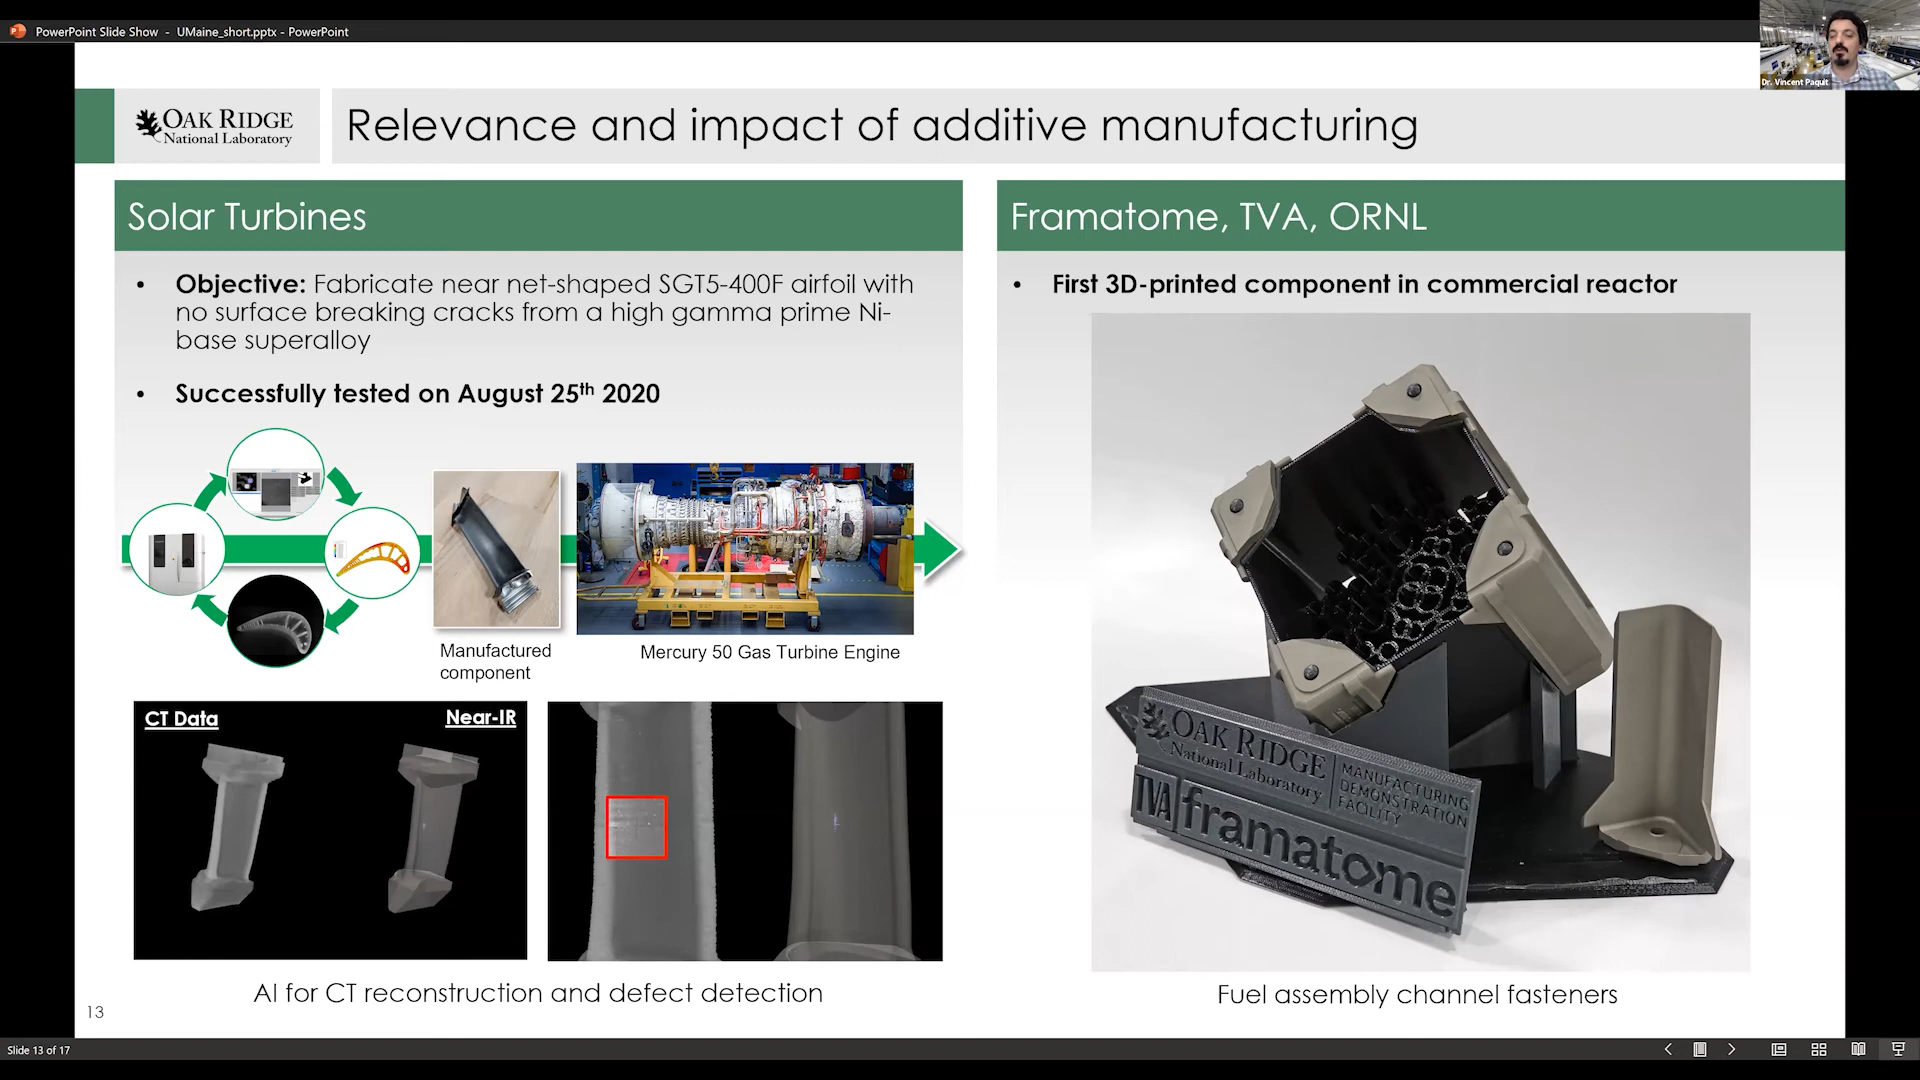 PowerPoint Slide Show - UMaine_short.pptx - PowerPoint
Dr. Vincent Paquit
OAK RIDGE
National Laboratory
Relevance and impact of additive manufacturing
Solar Turbines
• Objective: Fabricate near net-shaped SGT5-400F airfoil with
no surface breaking cracks from a high gamma prime Ni-
base superalloy
• Successfully tested on August 25th 2020
Manufactured
component
Mercury 50 Gas Turbine Engine
CT Data
Near-IR
AI for CT reconstruction and defect detection
Framatome, TVA, ORNL
• First 3D-printed component in commercial reactor
OAK RIDGE
National Laboratory
MANUFACTURING
DEMONSTRATION
FACILITY
TVA framatome
Fuel assembly channel fasteners
13
Slide 13 of 17